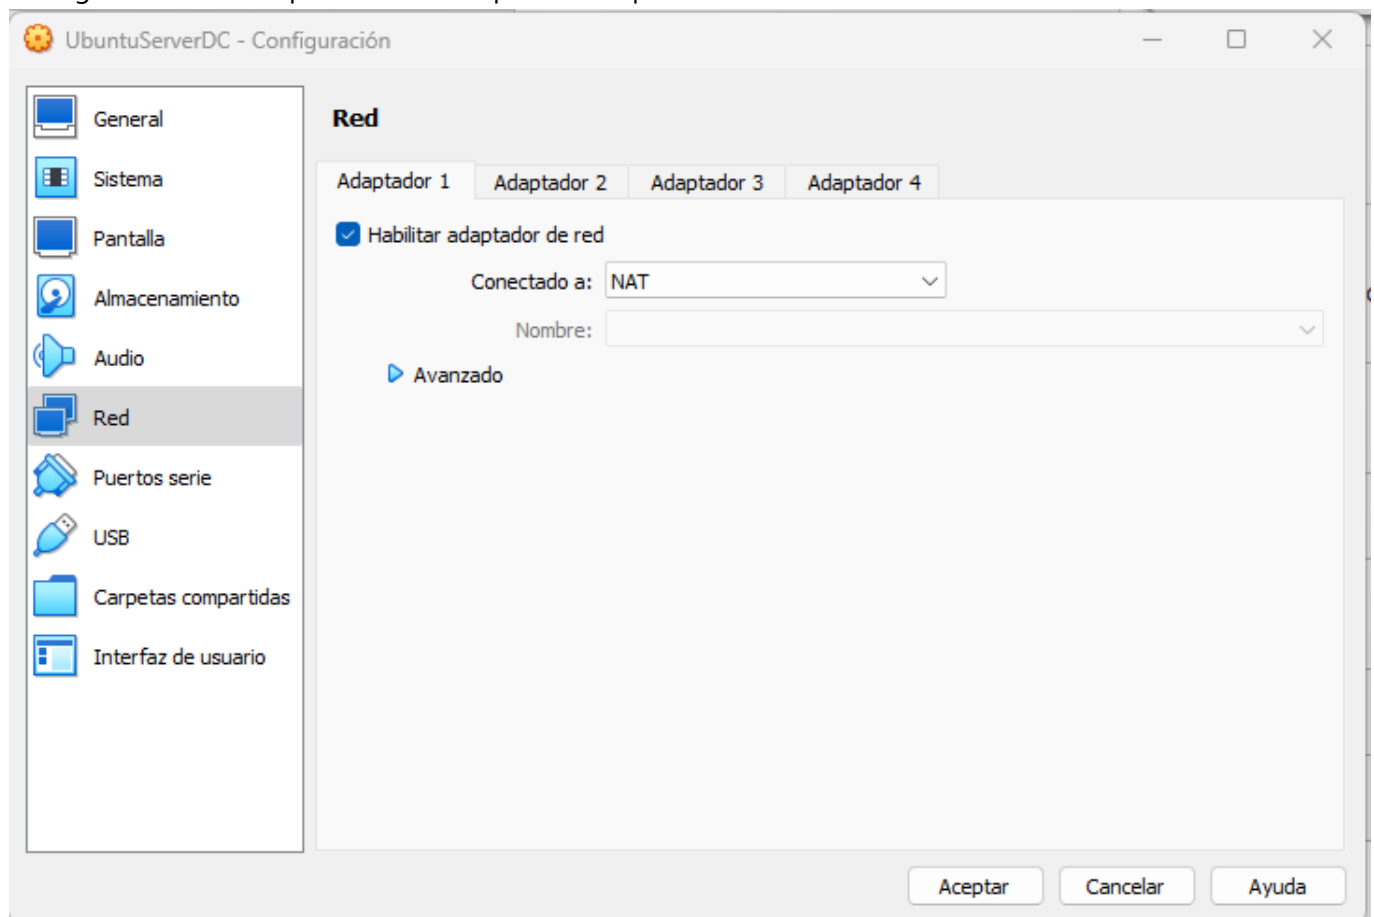 UbuntuServerDC - Configuración
General
Sistema
Pantalla
Almacenamiento
Audio
Red
Puertos serie
USB
Carpetas compartidas
Interfaz de usuario
Red
Adaptador 1 Adaptador 2 Adaptador 3 Adaptador 4
Habilitar adaptador de red
Conectado a: NAT
Nombre:
Avanzado
Aceptar Cancelar Ayuda